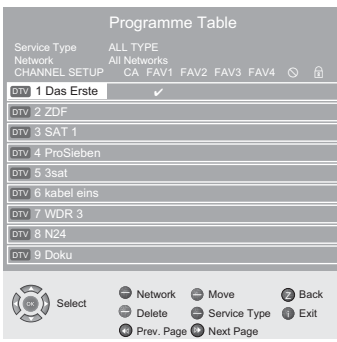 Programme Table
Service Type ALL TYPE
Network All Networks
CHANNEL SETUP CA FAV1 FAV2 FAV3 FAV4
DTV 1 Das Erste ✔
DTV 2 ZDF
DTV 3 SAT 1
DTV 4 ProSieben
DTV 5 3sat
DTV 6 kabel eins
DTV 7 WDR 3
DTV 8 N24
DTV 9 Doku
OK Select
Network Move Z Back
Delete Service Type i Exit
Prev. Page Next Page